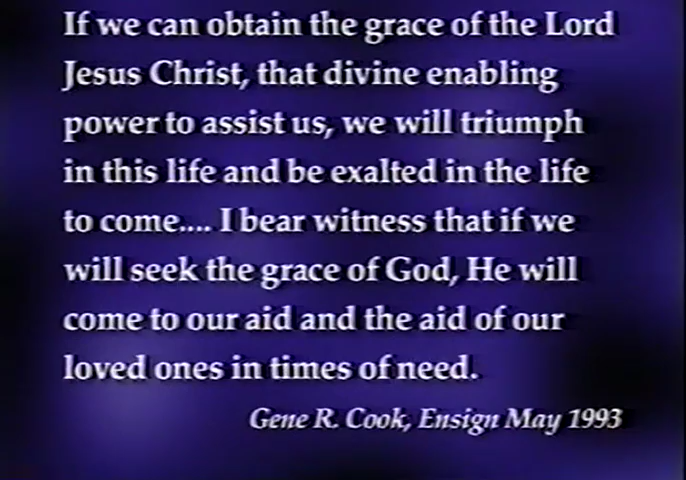 If we can obtain the grace of the Lord
Jesus Christ, that divine enabling
power to assist us, we will triumph
in this life and be exalted in the life
to come.... I bear witness that if we
will seek the grace of God, He will
come to our aid and the aid of our
loved ones in times of need.
Gene R. Cook, Ensign May 1993